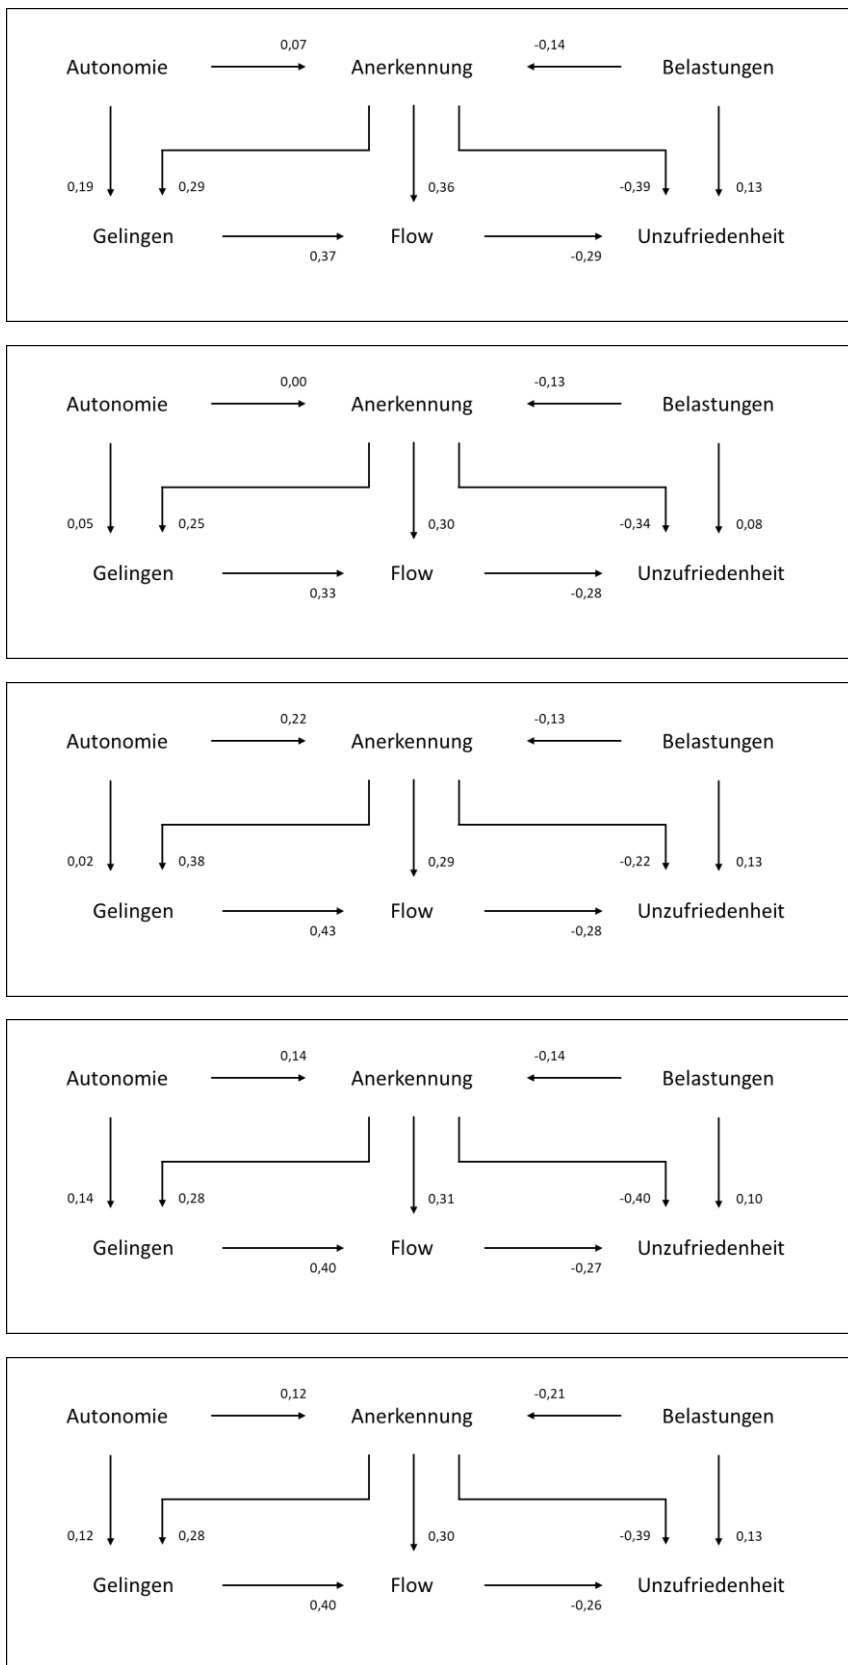 0,07 -0,14
Autonomie Anerkennung Belastungen
0,19 0,29 0,36 -0,39 0,13
Gelingen Flow Unzufriedenheit
0,37 -0,29
0,00 -0,13
Autonomie Anerkennung Belastungen
0,05 0,25 0,30 -0,34 0,08
Gelingen Flow Unzufriedenheit
0,33 -0,28
0,22 -0,13
Autonomie Anerkennung Belastungen
0,02 0,38 0,29 -0,22 0,13
Gelingen Flow Unzufriedenheit
0,43 -0,28
0,14 -0,14
Autonomie Anerkennung Belastungen
0,14 0,28 0,31 -0,40 0,10
Gelingen Flow Unzufriedenheit
0,40 -0,27
0,12 -0,21
Autonomie Anerkennung Belastungen
0,12 0,28 0,30 -0,39 0,13
Gelingen Flow Unzufriedenheit
0,40 -0,26